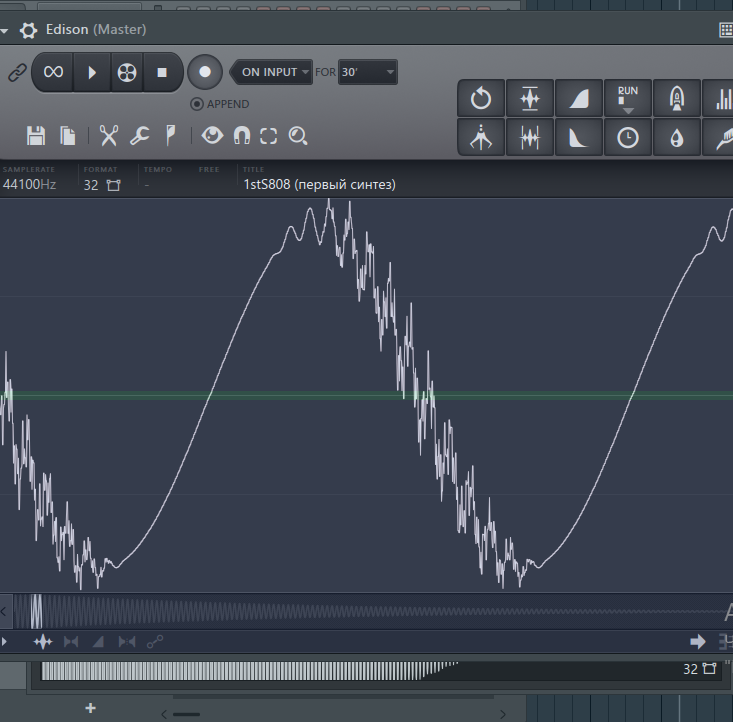 Edison (Master)
ON INPUT FOR 30'
APPEND
RUN
SAMPLERATE FORMAT TEMPO FREE TITLE
44100Hz 32 - 1stS808 (первый синтез)
32